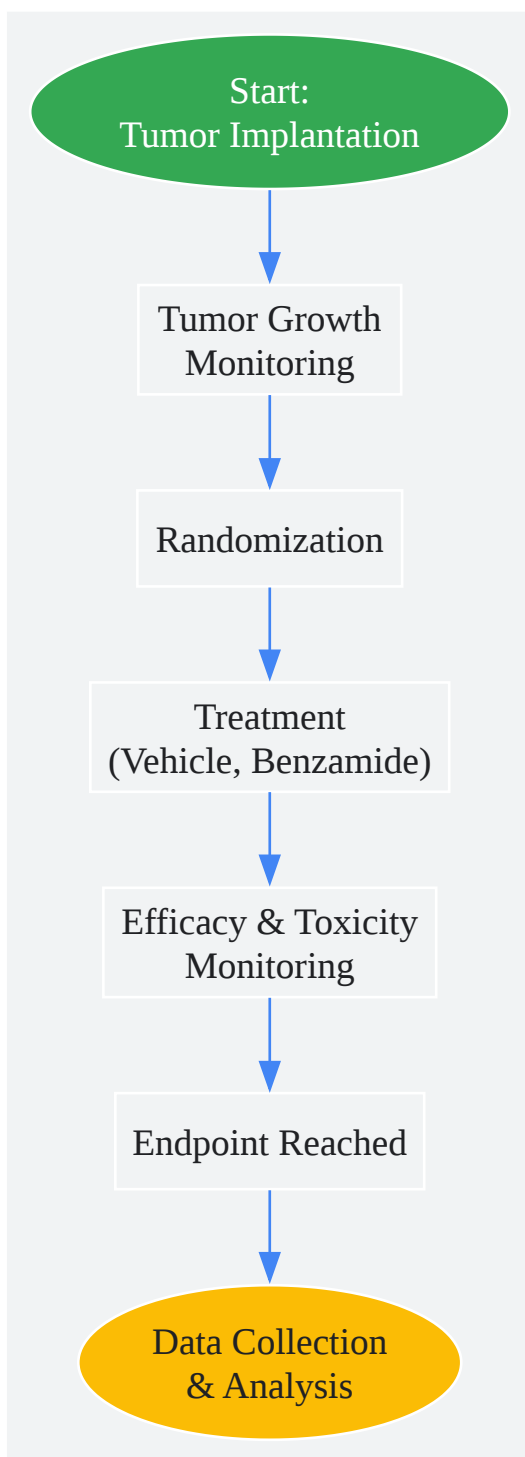 Start:
Tumor Implantation
Tumor Growth
Monitoring
Randomization
Treatment
(Vehicle, Benzamide)
Efficacy & Toxicity
Monitoring
Endpoint Reached
Data Collection
& Analysis